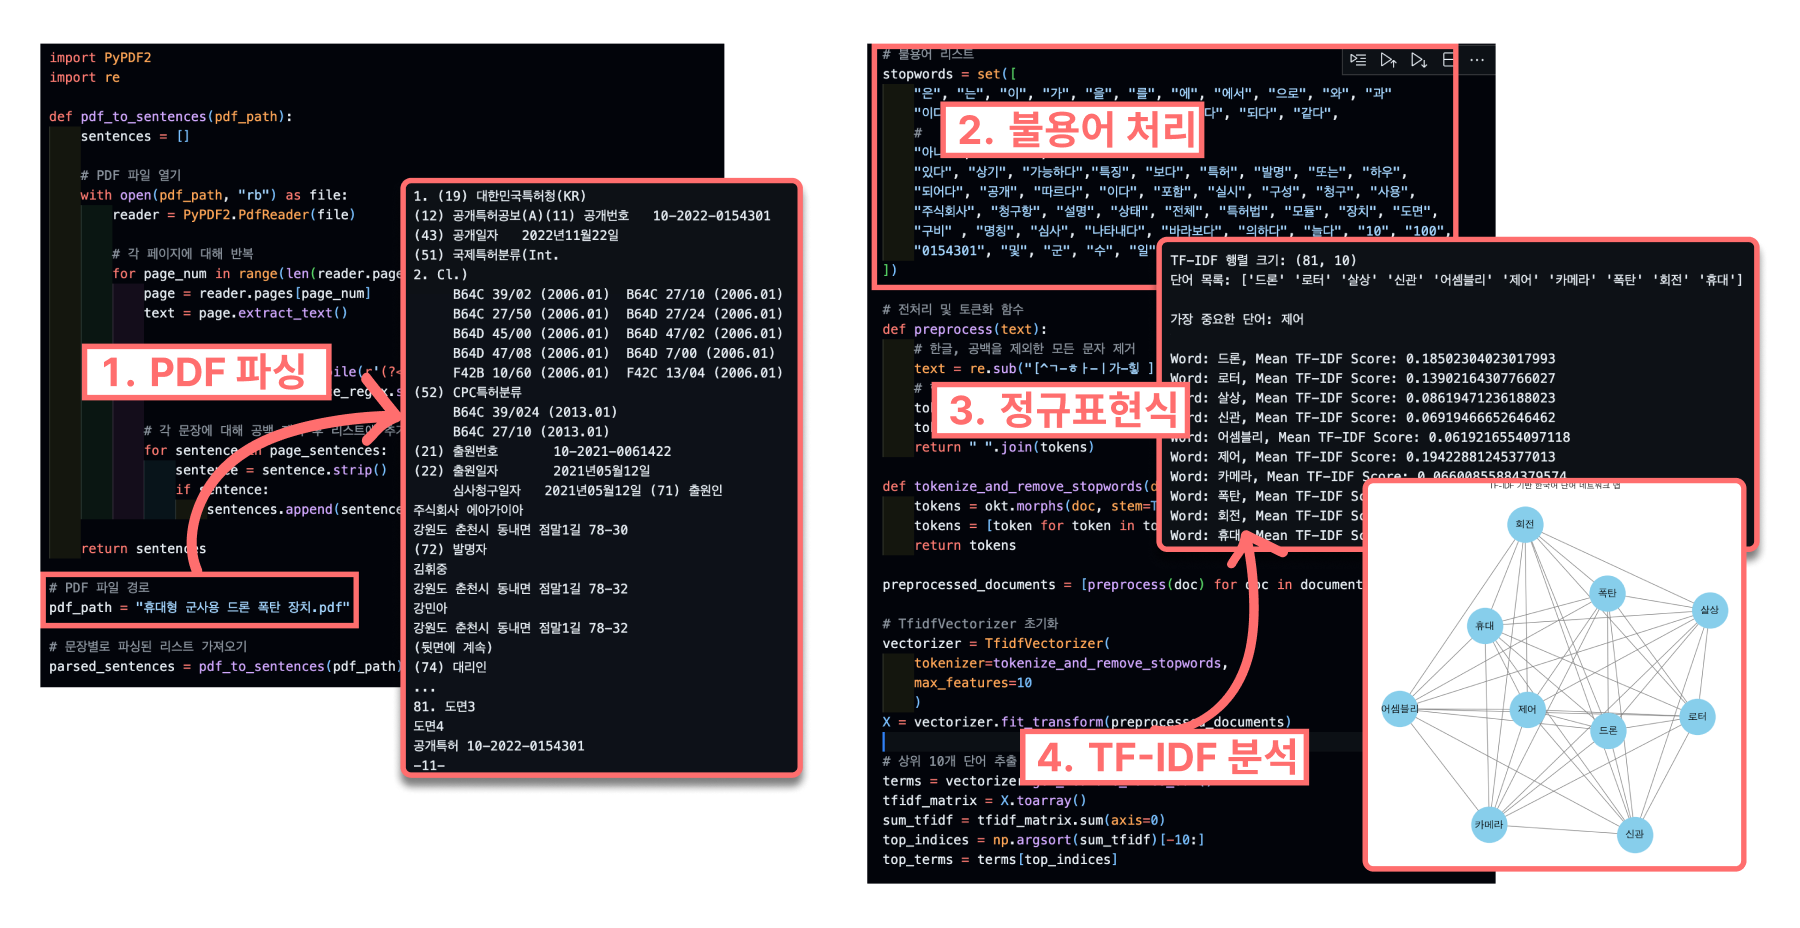 import PyPDF2
import re
def pdf_to_sentences(pdf_path):
sentences = []
# PDF 파일 열기
with open(pdf_path, "rb") as file:
reader = PyPDF2.PdfReader(file)
# 각 페이지에 대해 반복
for page_num in range(len(reader.page
page = reader.pages[page_num]
text = page.extract_text()
1. PDF 파싱
ile(r'(?<
e_regex.s
# 각 문장에 대해 공백
for sentence in page_sentences:
sentence = sentence.strip()
if sentence:
sentences.append(sentence
return sentences
# PDF 파일 경로
pdf_path = "휴대형 군사용 드론 폭탄 장치.pdf"
# 문장별로 파싱된 리스트 가져오기
parsed_sentences = pdf_to_sentences(pdf_path)
1. (19) 대한민국특허청(KR)
(12) 공개특허공보(A)(11) 공개번호 10-2022-0154301
(43) 공개일자 2022년11월22일
(51) 국제특허분류(Int.
2. Cl.)
B64C 39/02 (2006.01) B64C 27/10 (2006.01)
B64C 27/50 (2006.01) B64D 27/24 (2006.01)
B64D 45/00 (2006.01) B64D 47/02 (2006.01)
B64D 47/08 (2006.01) B64D 7/00 (2006.01)
F42B 10/60 (2006.01) F42C 13/04 (2006.01)
(52) CPC특허분류
B64C 39/024 (2013.01)
B64C 27/10 (2013.01)
(21) 출원번호 10-2021-0061422
(22) 출원일자 2021년05월12일
심사청구일자 2021년05월12일 (71) 출원인
주식회사 에아가이아
강원도 춘천시 동내면 점말1길 78-30
(72) 발명자
김휘중
강원도 춘천시 동내면 점말1길 78-32
강민아
강원도 춘천시 동내면 점말1길 78-32
(뒷면에 계속)
(74) 대리인
...
81. 도면3
도면4
공개특허 10-2022-0154301
-11-
# 불용어 리스트
stopwords = set([
"은", "는", "이", "가", "을", "를", "에", "에서", "으로", "와", "과"
"이다 다", "되다", "같다",
2. 불용어 처리
#
"아니
"있다", "상기", "가능하다","특징", "보다", "특허", "발명", "또는", "하우",
"되어다", "공개", "따르다", "이다", "포함", "실시", "구성", "청구", "사용",
"주식회사", "청구항", "설명", "상태", "전체", "특허법", "모듈", "장치", "도면",
"구비" , "명칭", "심사", "나타내다", "바라보다", "의하다", "늘다", "10", "100",
"0154301", "및", "군", "수", "일"
])
# 전처리 및 토큰화 함수
def preprocess(text):
# 한글, 공백을 제외한 모든 문자 제거
text = re.sub("[^ㄱ-ㅎㅏ-ㅣ가-힣 ]
#
tok
3. 정규표현식
tok
return " ".join(tokens)
def tokenize_and_remove_stopwords(d
tokens = okt.morphs(doc, stem=T
tokens = [token for token in to
return tokens
preprocessed_documents = [preprocess(doc) for doc in document
# TfidfVectorizer 초기화
vectorizer = TfidfVectorizer(
tokenizer=tokenize_and_remove_stopwords,
max_features=10
)
X = vectorizer.fit_transform(preprocessed_documents)
4. TF-IDF 분석
# 상위 10개 단어 추출
terms = vectorizer
tfidf_matrix = X.toarray()
sum_tfidf = tfidf_matrix.sum(axis=0)
top_indices = np.argsort(sum_tfidf)[-10:]
top_terms = terms[top_indices]
TF-IDF 행렬 크기: (81, 10)
단어 목록: ['드론' '로터' '살상' '신관' '어셈블리' '제어' '카메라' '폭탄' '회전' '휴대']
가장 중요한 단어: 제어
Word: 드론, Mean TF-IDF Score: 0.18502304023017993
Word: 로터, Mean TF-IDF Score: 0.13902164307766027
Word: 살상, Mean TF-IDF Score: 0.08619471236188023
Word: 신관, Mean TF-IDF Score: 0.06919466652646462
Word: 어셈블리, Mean TF-IDF Score: 0.0619216554097118
Word: 제어, Mean TF-IDF Score: 0.19422881245377013
Word: 카메라, Mean TF-IDF Score: 0.06600855884379574
Word: 폭탄, Mean TF-IDF Sc
Word: 회전, Mean TF-IDF Sc
Word: 휴대, Mean TF-IDF Sc
TF-IDF 기반 한국어 단어 네트워크 맵
회전
폭탄
살상
휴대
어셈블리
제어
로터
드론
카메라
신관